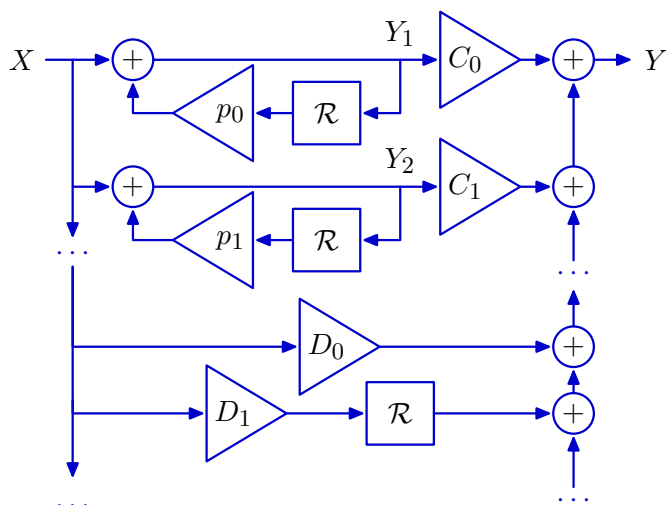 X + Y₁ C₀ + Y
p₀ ℛ
+ Y₂ C₁ +
p₁ ℛ
...
...
D₀ +
D₁ ℛ +
... ...